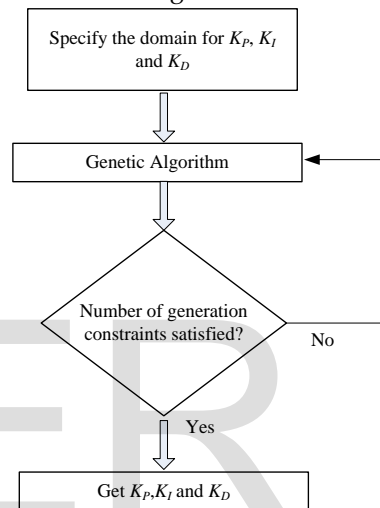 Specify the domain for KP, KI
and KD
Genetic Algorithm
Number of generation
constraints satisfied?
No
Yes
Get KP,KI and KD